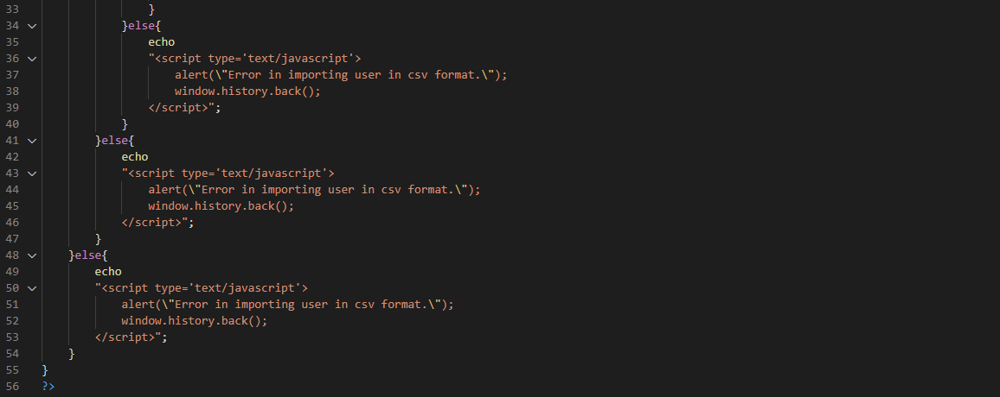 33                 }
34             }else{
35                 echo
36                 "<script type='text/javascript'>
37                     alert(\"Error in importing user in csv format.\");
38                     window.history.back();
39                 </script>";
40             }
41         }else{
42             echo
43             "<script type='text/javascript'>
44                 alert(\"Error in importing user in csv format.\");
45                 window.history.back();
46             </script>";
47         }
48     }else{
49         echo
50         "<script type='text/javascript'>
51             alert(\"Error in importing user in csv format.\");
52             window.history.back();
53         </script>";
54     }
55 }
56 ?>